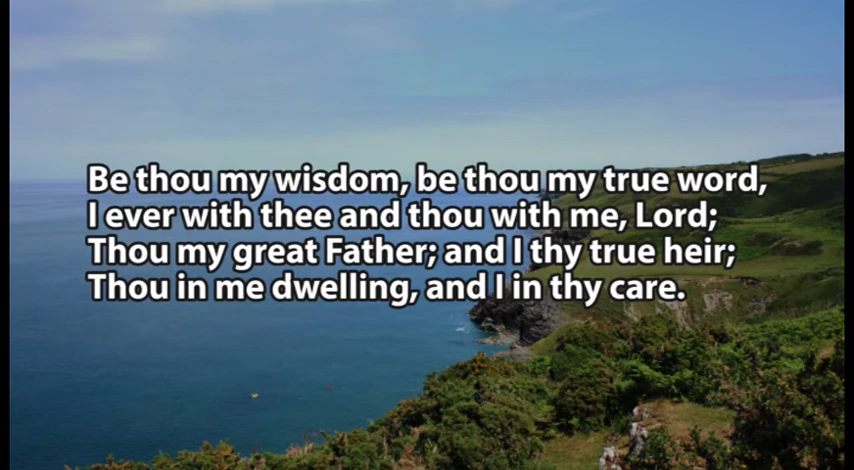 Be thou my wisdom, be thou my true word,
I ever with thee and thou with me, Lord;
Thou my great Father; and I thy true heir;
Thou in me dwelling, and I in thy care.